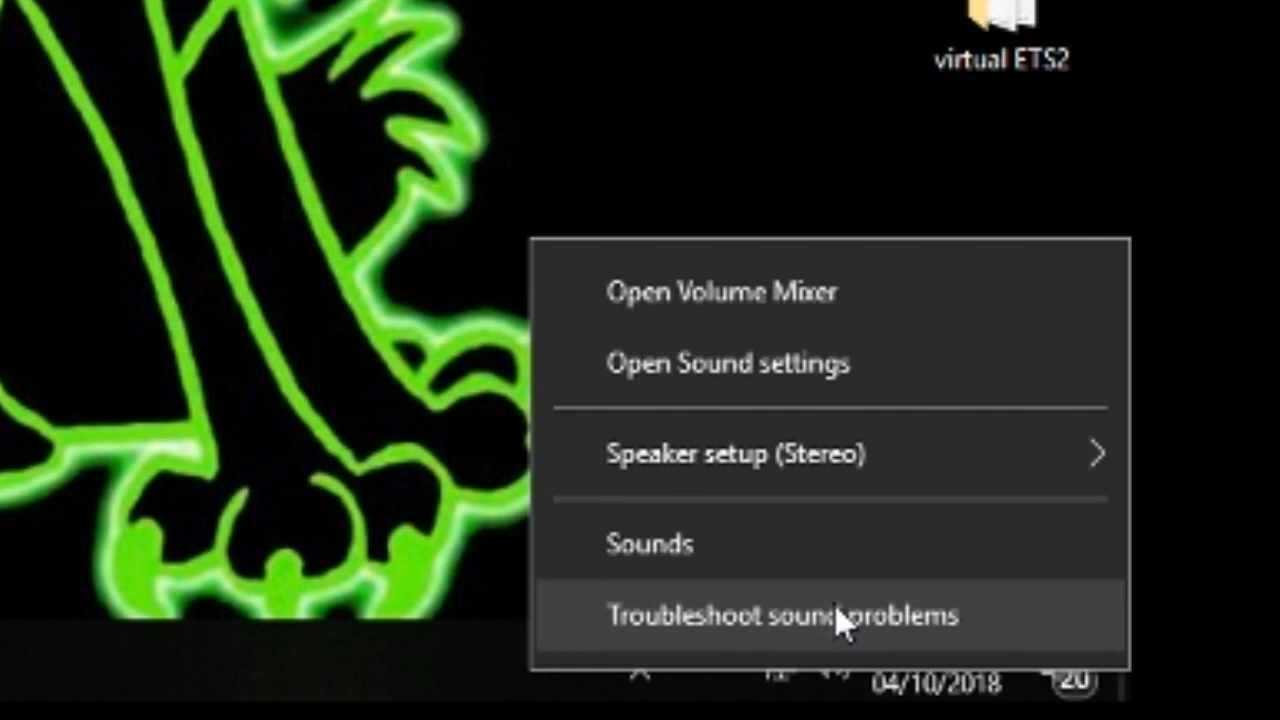 virtual ETS2
Open Volume Mixer
Open Sound settings
Speaker setup (Stereo)
Sounds
Troubleshoot sound problems
04/10/2018
20